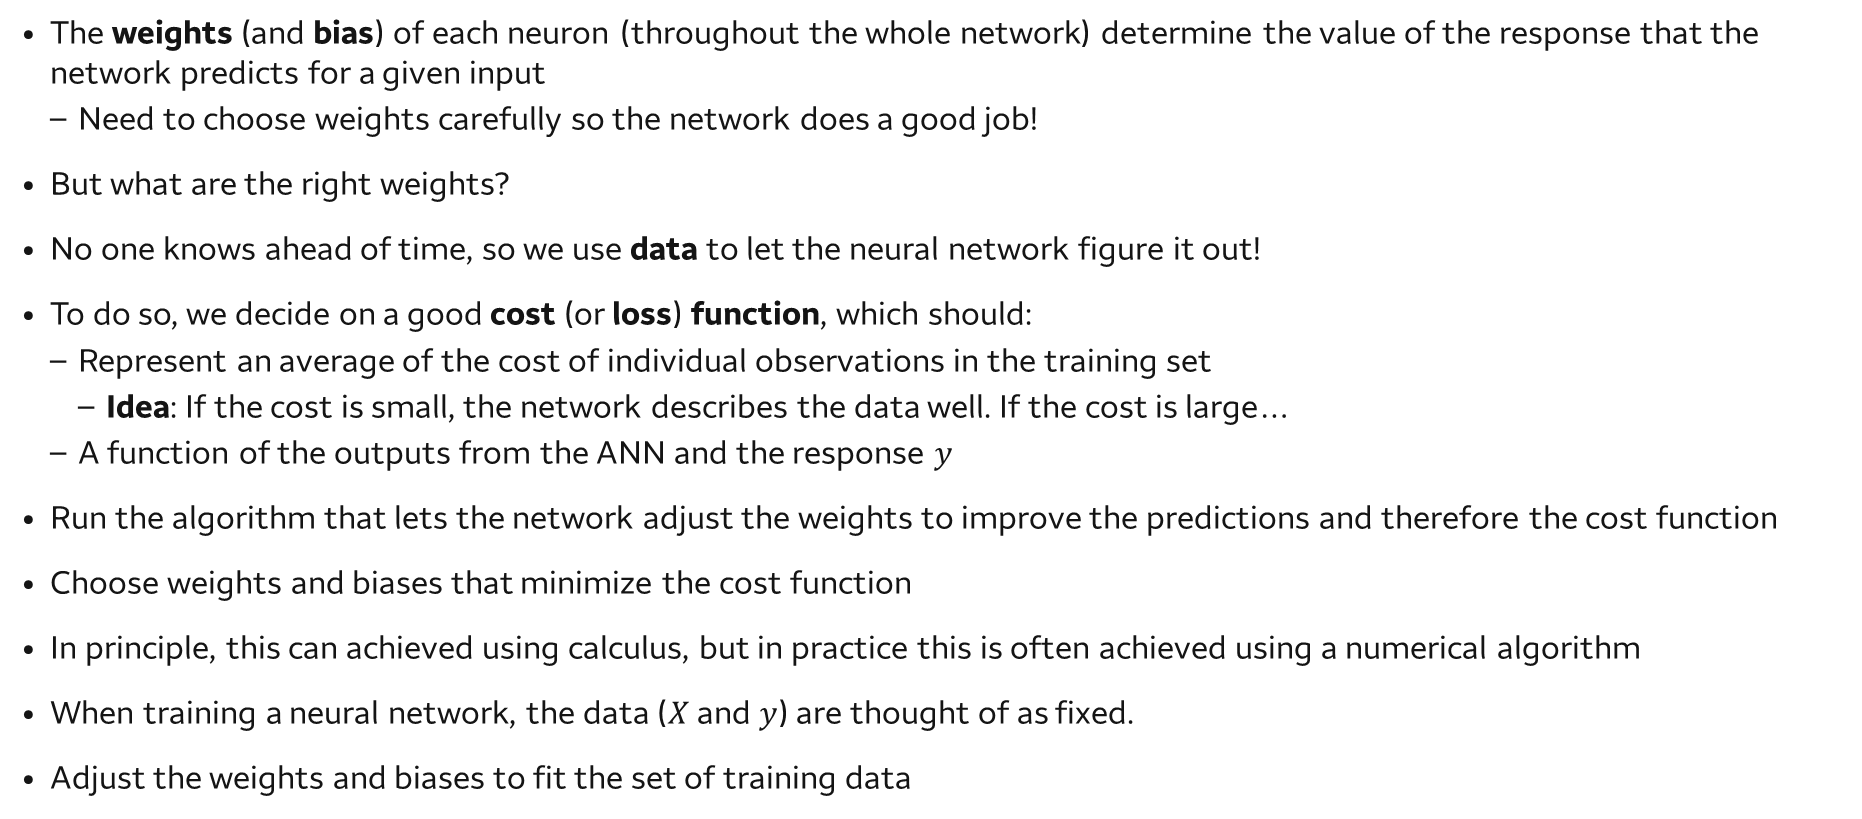 • The weights (and bias) of each neuron (throughout the whole network) determine the value of the response that the
network predicts for a given input
– Need to choose weights carefully so the network does a good job!
• But what are the right weights?
• No one knows ahead of time, so we use data to let the neural network figure it out!
• To do so, we decide on a good cost (or loss) function, which should:
– Represent an average of the cost of individual observations in the training set
– Idea: If the cost is small, the network describes the data well. If the cost is large…
– A function of the outputs from the ANN and the response y
• Run the algorithm that lets the network adjust the weights to improve the predictions and therefore the cost function
• Choose weights and biases that minimize the cost function
• In principle, this can achieved using calculus, but in practice this is often achieved using a numerical algorithm
• When training a neural network, the data (X and y) are thought of as fixed.
• Adjust the weights and biases to fit the set of training data